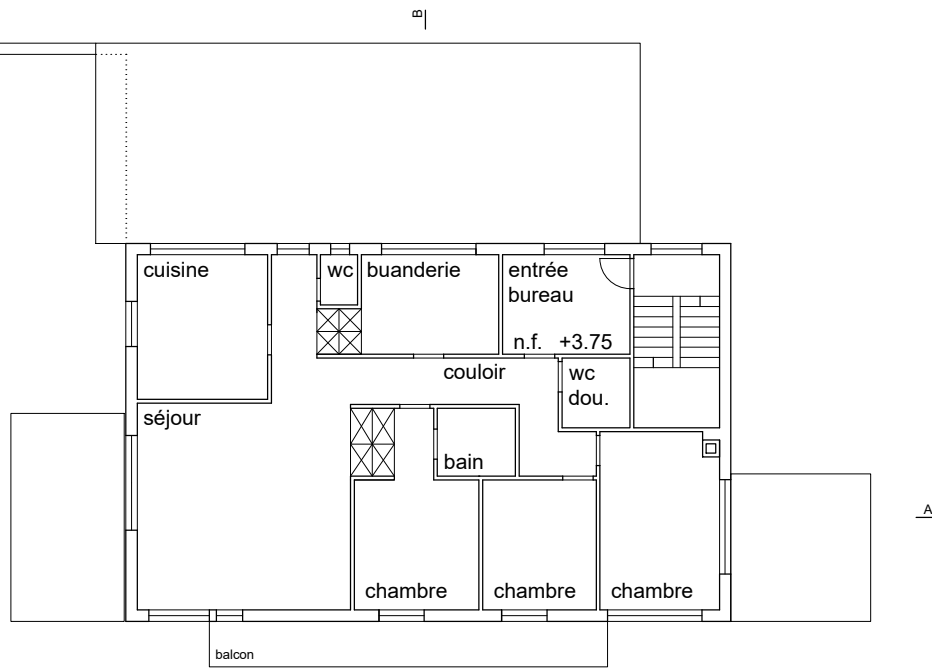 B
cuisine
wc
buanderie
entrée
bureau
n.f. +3.75
couloir
wc
dou.
séjour
bain
A
chambre
chambre
chambre
balcon